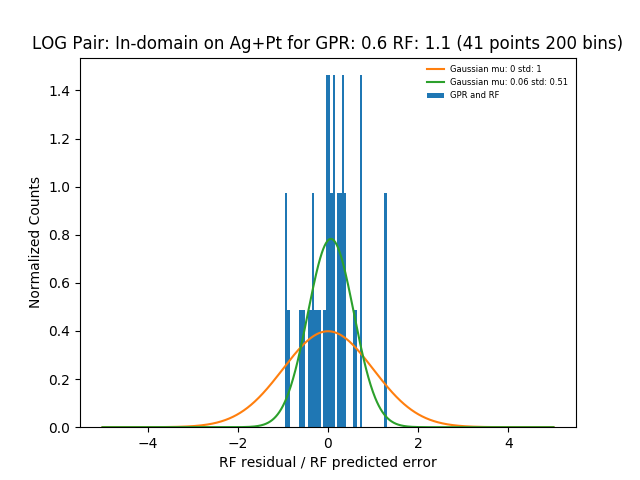 LOG Pair: In-domain on Ag+Pt for GPR: 0.6 RF: 1.1 (41 points 200 bins)
Gaussian mu: 0 std: 1
Gaussian mu: 0.06 std: 0.51
GPR and RF
Normalized Counts
1.4
1.2
1.0
0.8
0.6
0.4
0.2
0.0
−4
−2
0
2
4
RF residual / RF predicted error